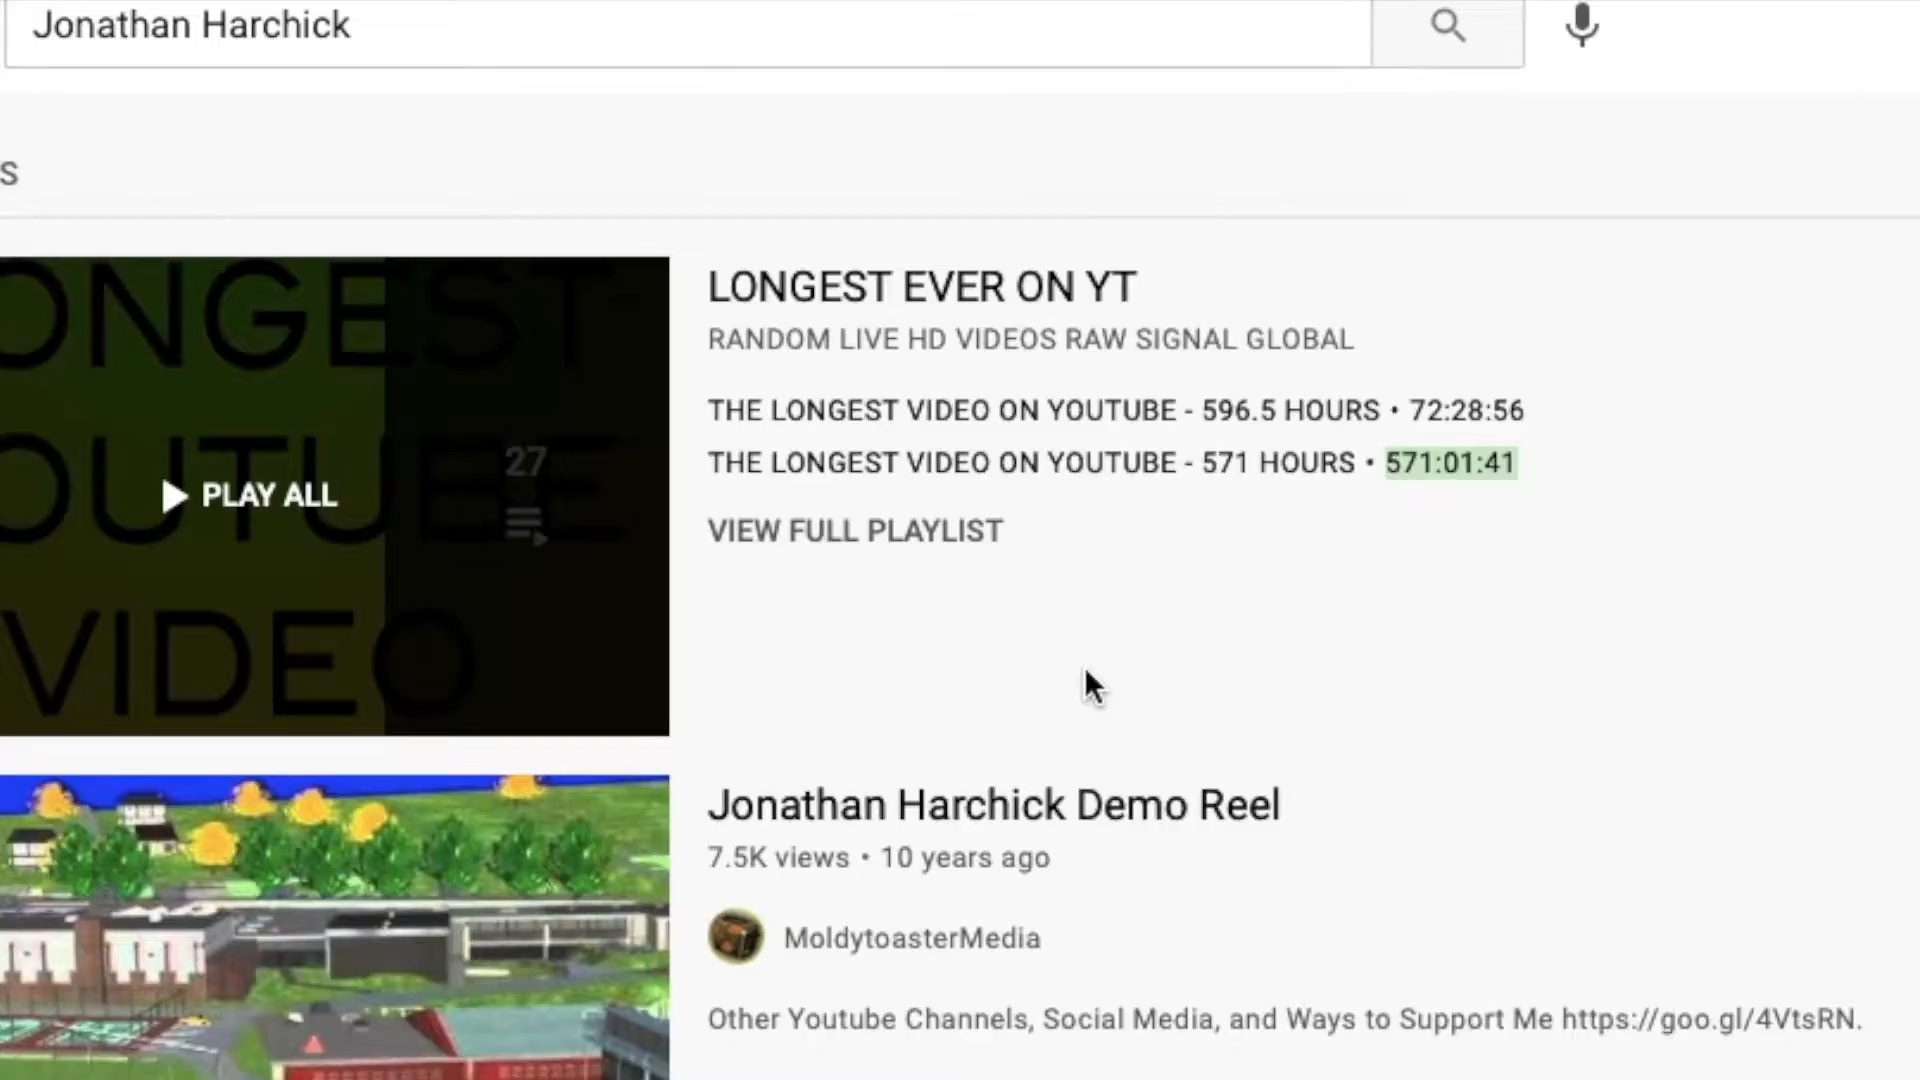 Jonathan Harchick
S
LONGEST
YOUTUBE
VIDEO
27
PLAY ALL
LONGEST EVER ON YT
RANDOM LIVE HD VIDEOS RAW SIGNAL GLOBAL
THE LONGEST VIDEO ON YOUTUBE - 596.5 HOURS • 72:28:56
THE LONGEST VIDEO ON YOUTUBE - 571 HOURS • 571:01:41
VIEW FULL PLAYLIST
Jonathan Harchick Demo Reel
7.5K views • 10 years ago
MoldytoasterMedia
Other Youtube Channels, Social Media, and Ways to Support Me https://goo.gl/4VtsRN.